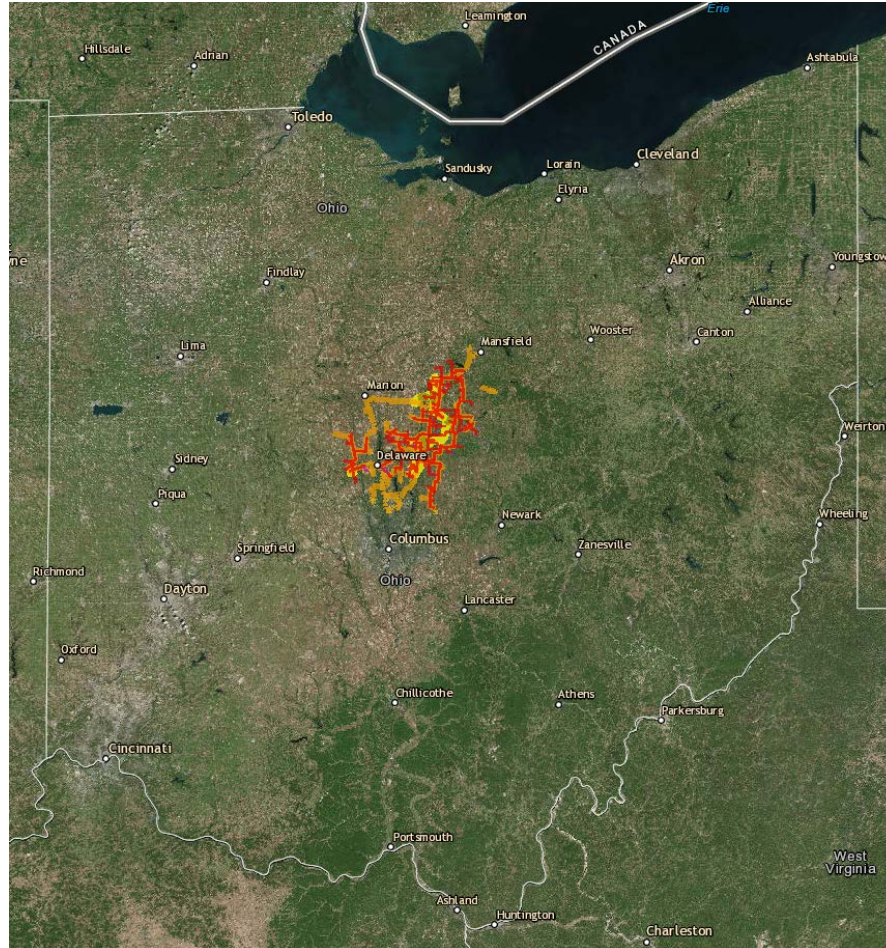 Leamington
Erie
CANADA
Hillsdale
Adrian
Ashtabula
Toledo
Cleveland
Lorain
Sandusky
Elyria
Ohio
ne
Akron
Youngstow
Findlay
Alliance
Wooster
Canton
Mansfield
Lima
Marion
Weirton
Delaware
Sidney
Piqua
Newark
Wheeling
Columbus
Zanesville
Springfield
Ohio
Richmond
Dayton
Lancaster
Oxford
Chillicothe
Athens
Parkersburg
Cincinnati
Portsmouth
West
Virginia
Ashland
Huntington
Charleston